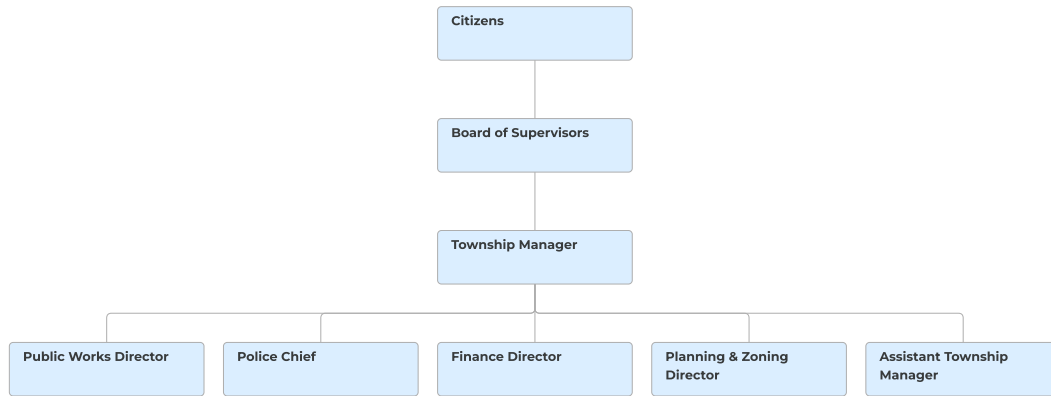 Citizens
Board of Supervisors
Township Manager
Public Works Director
Police Chief
Finance Director
Planning & Zoning
Director
Assistant Township
Manager